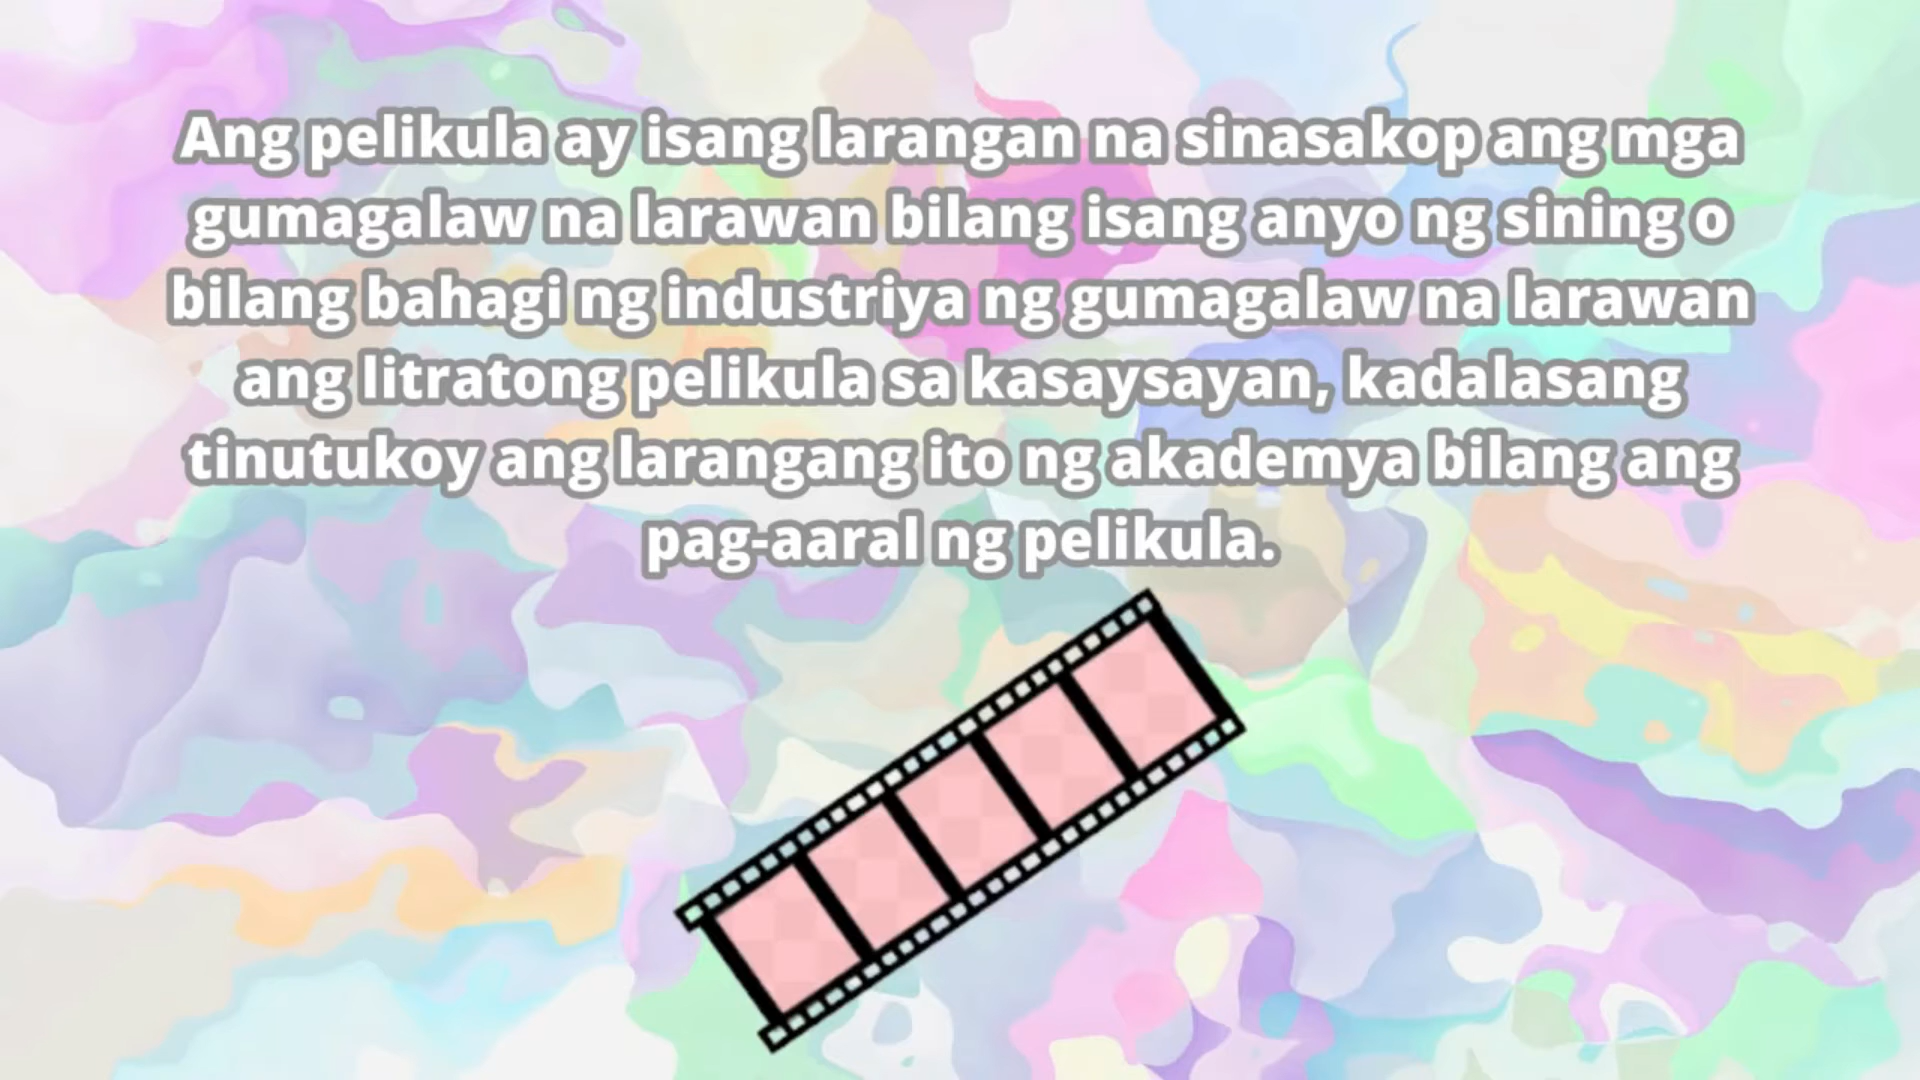 Ang pelikula ay isang larangan na sinasakop ang mga
gumagalaw na larawan bilang isang anyo ng sining o
bilang bahagi ng industriya ng gumagalaw na larawan
ang litratong pelikula sa kasaysayan, kadalasang
tinutukoy ang larangang ito ng akademya bilang ang
pag-aaral ng pelikula.